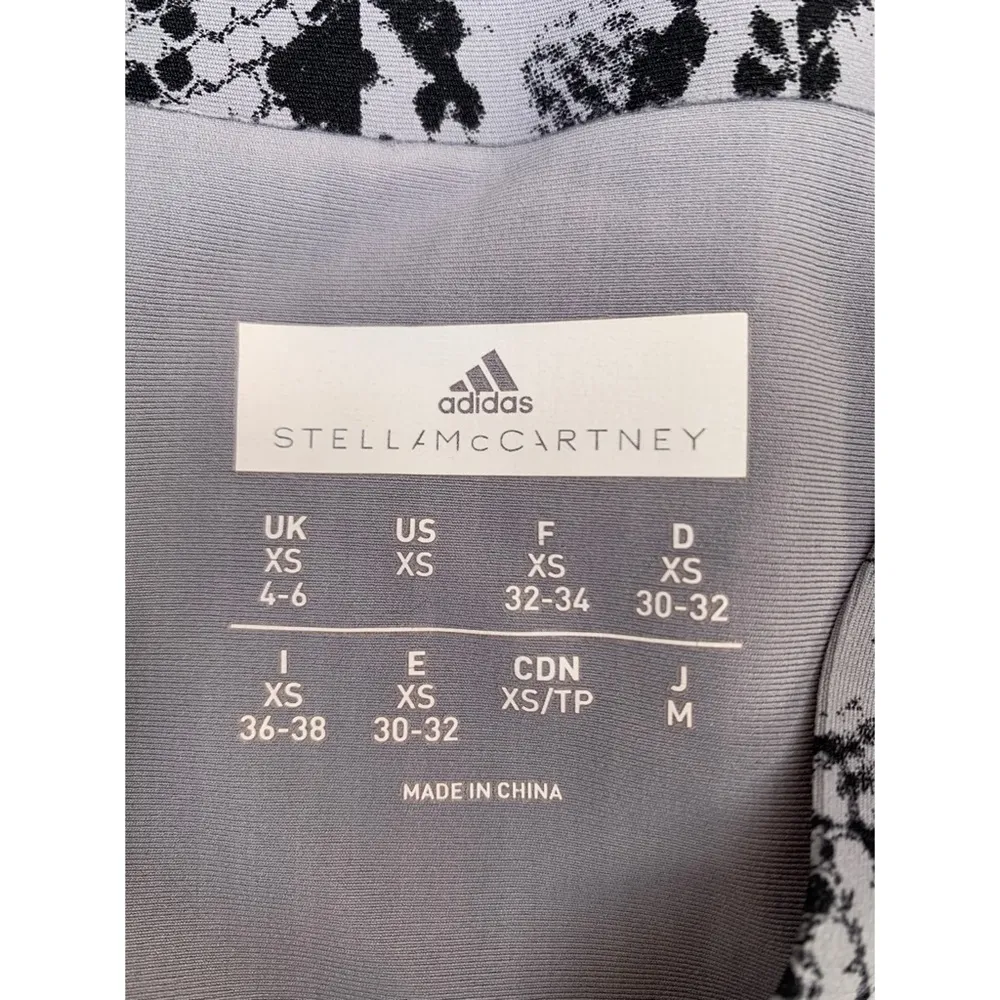 adidas
STELLAMcCARTNEY
UK US F D
XS XS XS XS
4-6 32-34 30-32
I E CDN J
XS XS XS/TP M
36-38 30-32
MADE IN CHINA